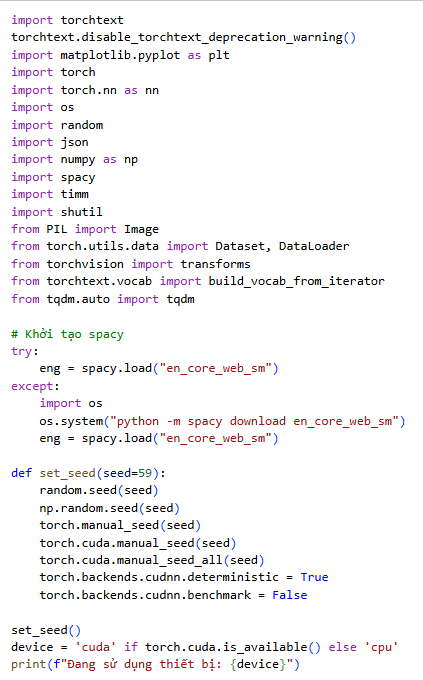 import torchtext
torchtext.disable_torchtext_deprecation_warning()
import matplotlib.pyplot as plt
import torch
import torch.nn as nn
import os
import random
import json
import numpy as np
import spacy
import timm
import shutil
from PIL import Image
from torch.utils.data import Dataset, DataLoader
from torchvision import transforms
from torchtext.vocab import build_vocab_from_iterator
from tqdm.auto import tqdm

# Khởi tạo spacy
try:
    eng = spacy.load("en_core_web_sm")
except:
    import os
    os.system("python -m spacy download en_core_web_sm")
    eng = spacy.load("en_core_web_sm")

def set_seed(seed=59):
    random.seed(seed)
    np.random.seed(seed)
    torch.manual_seed(seed)
    torch.cuda.manual_seed(seed)
    torch.cuda.manual_seed_all(seed)
    torch.backends.cudnn.deterministic = True
    torch.backends.cudnn.benchmark = False

set_seed()
device = 'cuda' if torch.cuda.is_available() else 'cpu'
print(f"Đang sử dụng thiết bị: {device}")